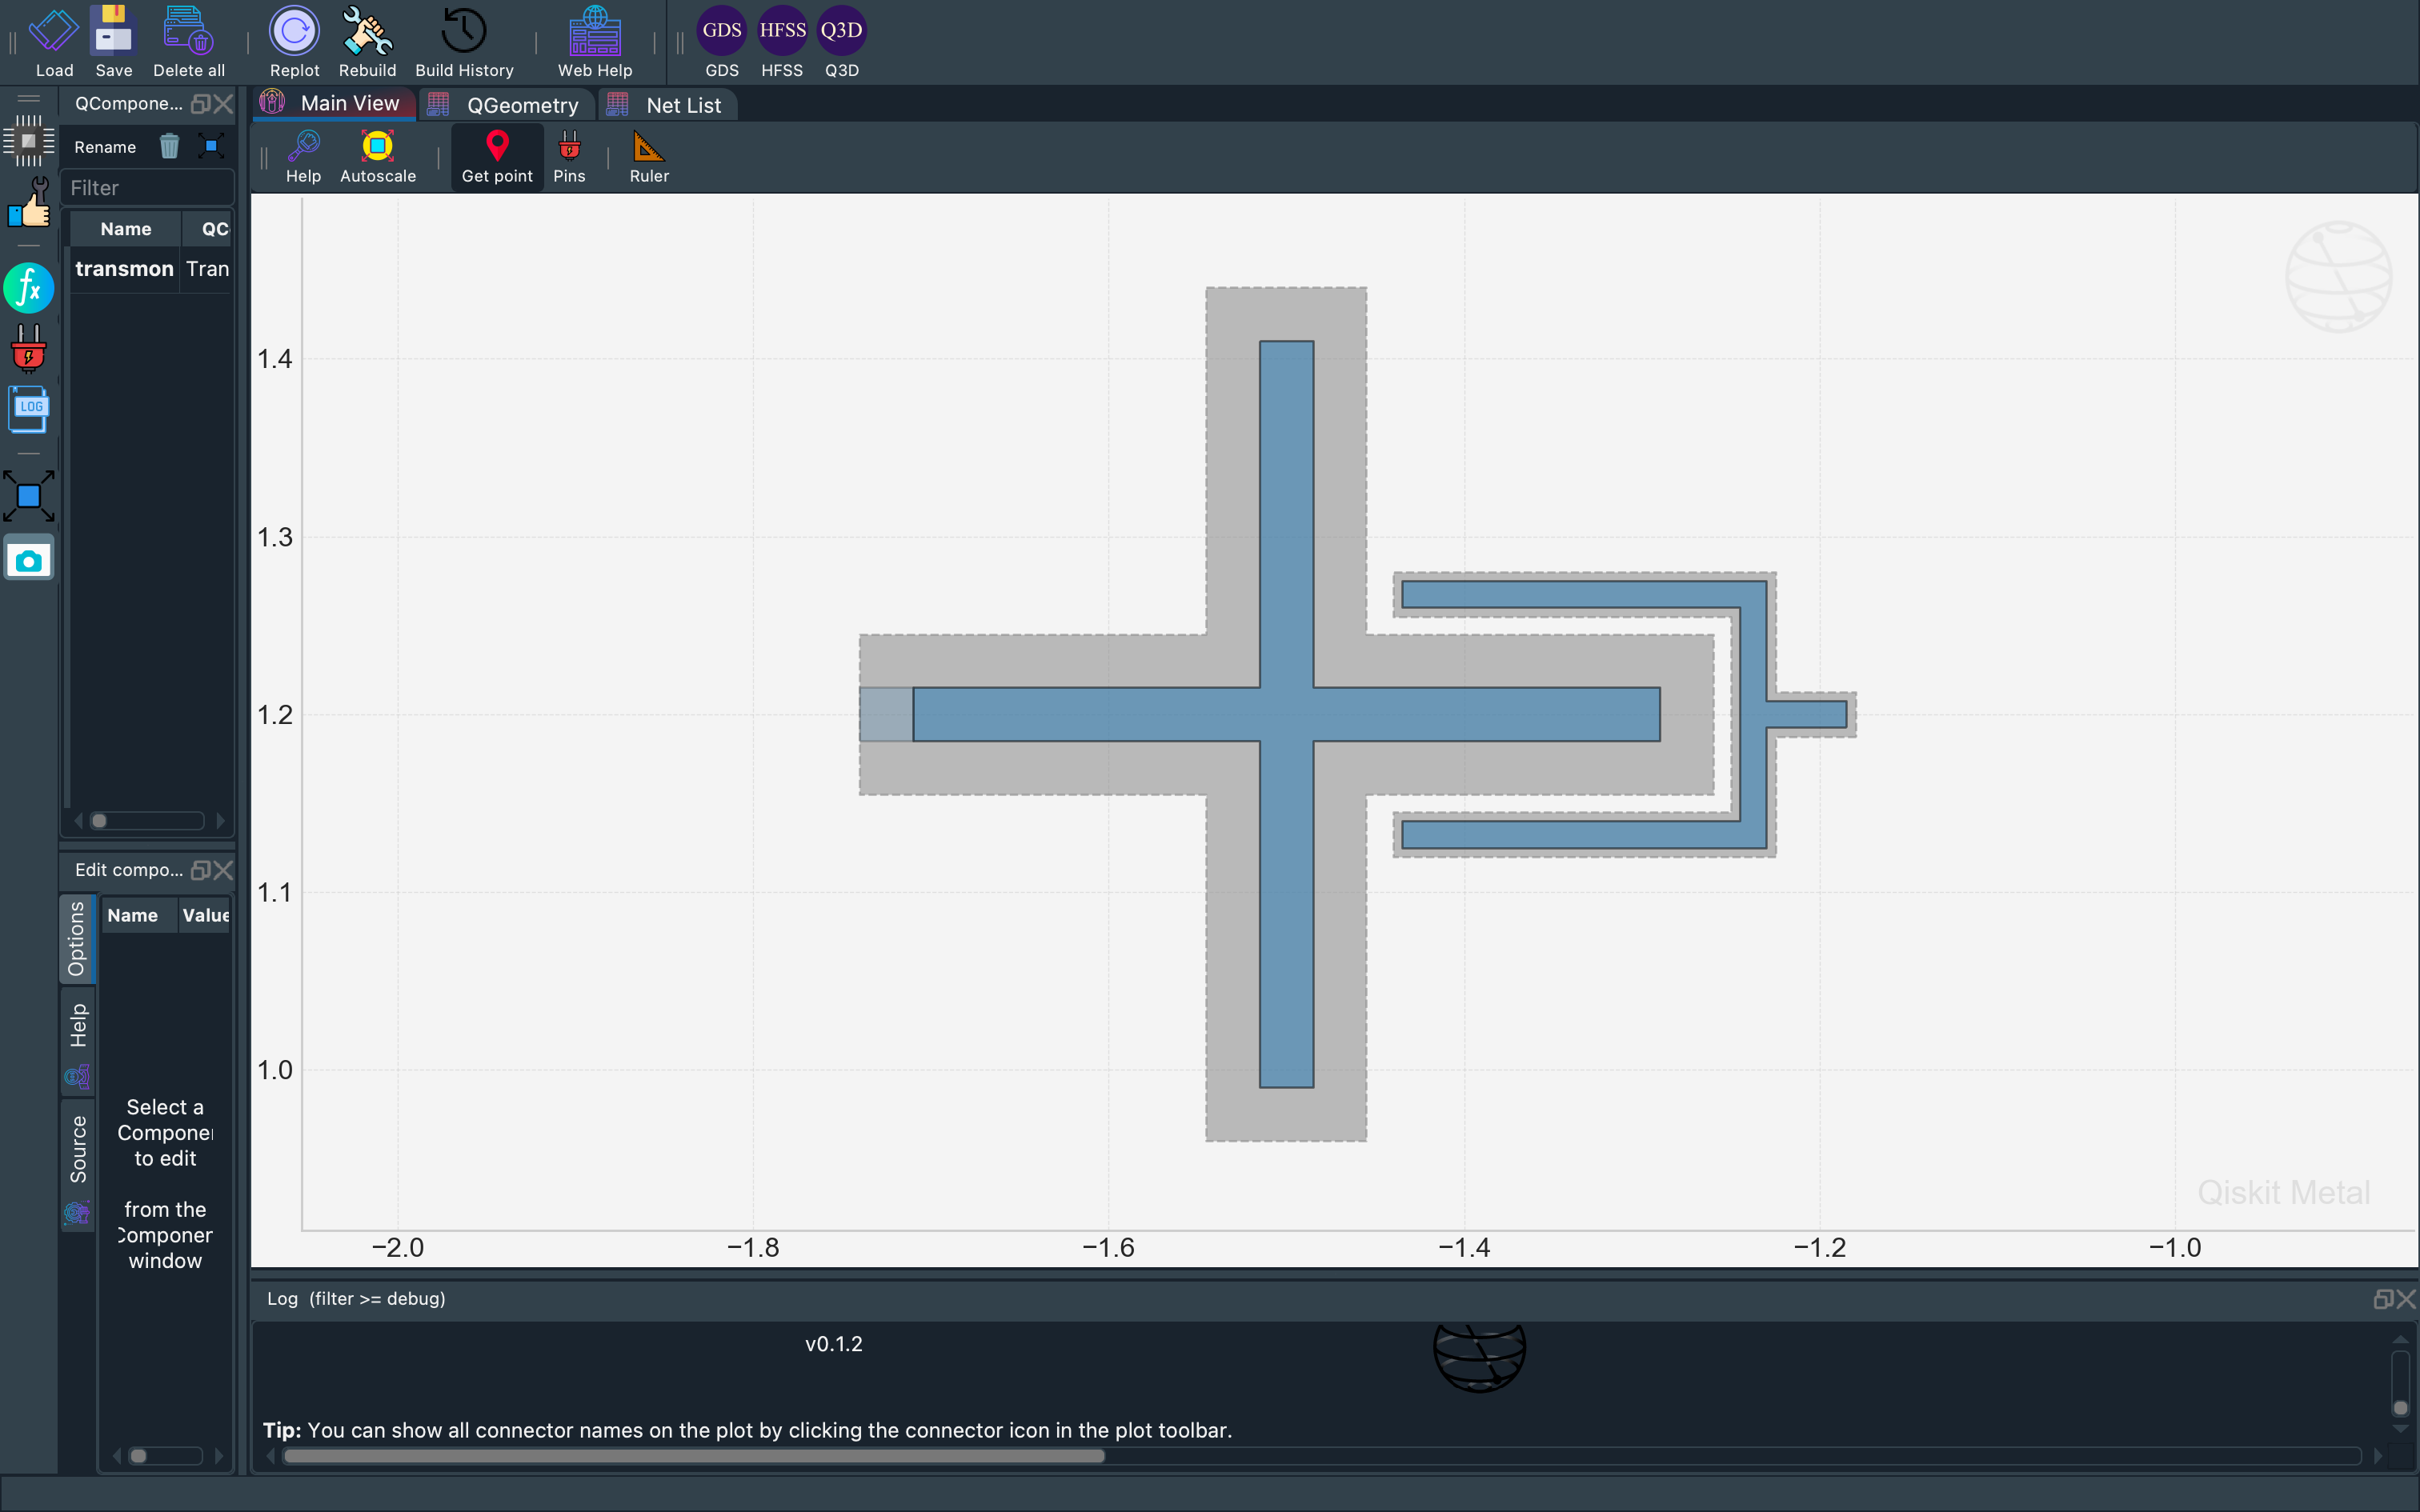 GDS HFSS Q3D
Load Save Delete all Replot Rebuild Build History Web Help GDS HFSS Q3D
QCompone...
Main View QGeometry Net List
Rename
Help Autoscale Get point Pins Ruler
Filter
Name QC
transmon Tran
fx
LOG
1.4
1.3
1.2
1.1
1.0
−2.0 −1.8 −1.6 −1.4 −1.2 −1.0
Qiskit Metal
Edit compo...
Options
Help
Source
Name Value
Select a
Componen
to edit
from the
Componen
window
Log (filter >= debug)
v0.1.2
Tip: You can show all connector names on the plot by clicking the connector icon in the plot toolbar.